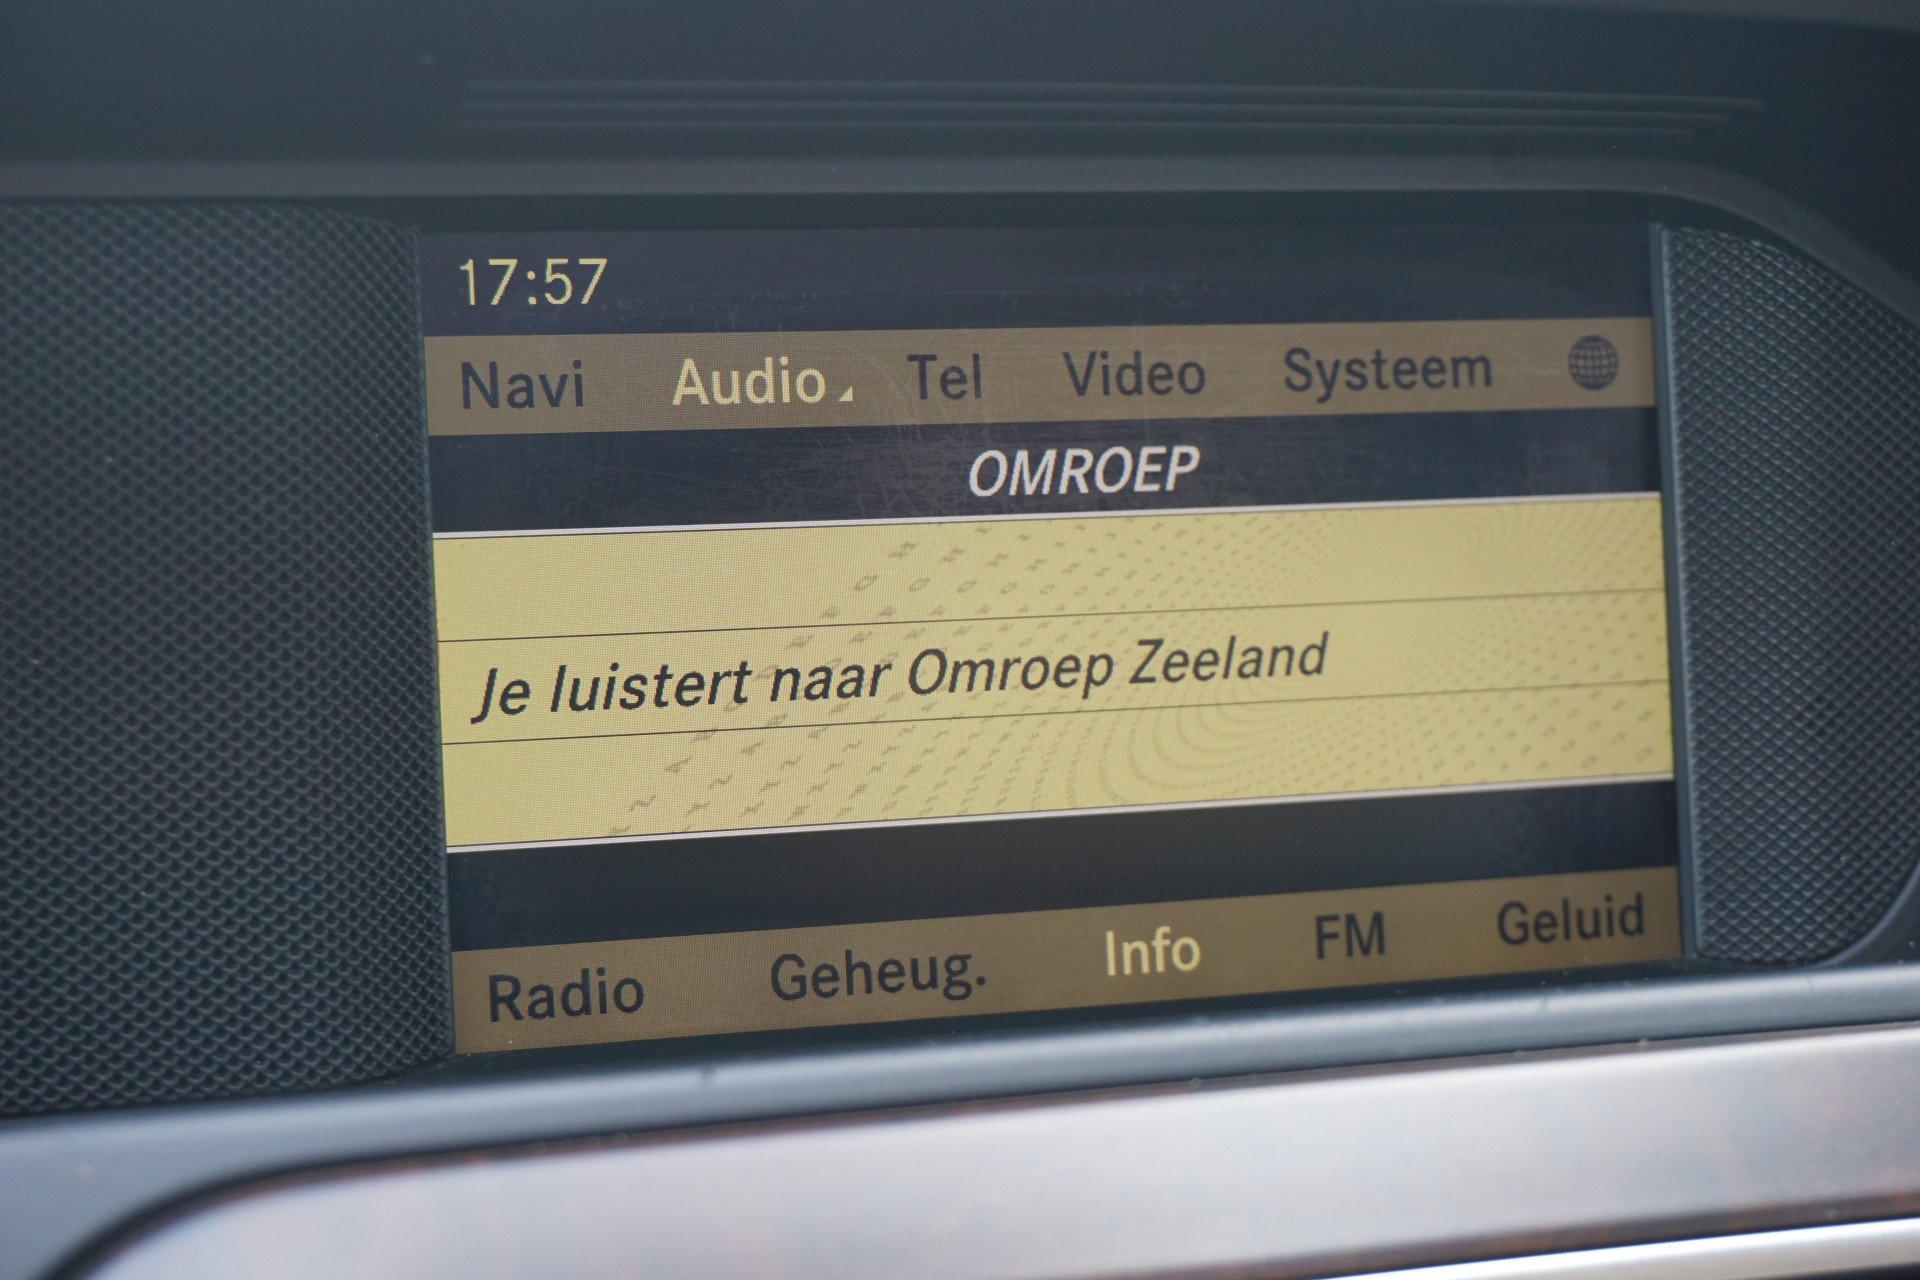 17:57
Navi Audio Tel Video Systeem
OMROEP
Je luistert naar Omroep Zeeland
Radio Geheug. Info FM Geluid